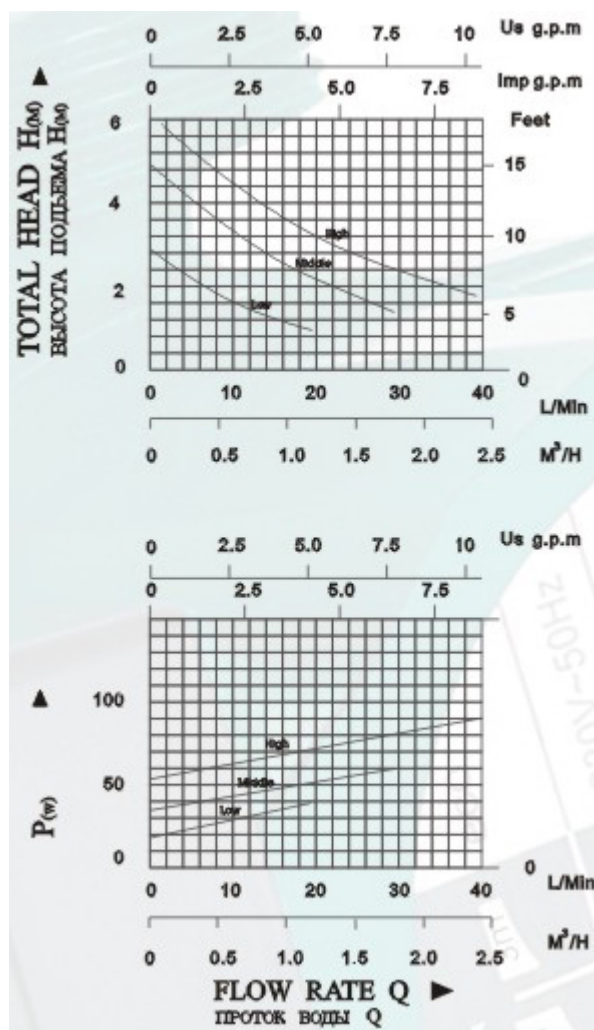 0 2.5 5.0 7.5 10 Us g.p.m
0 2.5 5.0 7.5 Imp g.p.m
Feet
TOTAL HEAD H(M)
ВЫСОТА ПОДЬЕМА H(M)
6
4
2
0
15
10
5
0
High
Middle
Low
0 10 20 30 40
L/Min
0 0.5 1.0 1.5 2.0 2.5 M³/H
0 2.5 5.0 7.5 10 Us g.p.m
0 2.5 5.0 7.5
P(w)
100
50
0
High
Middle
Low
0
0 10 20 30 40 L/Min
0 0.5 1.0 1.5 2.0 2.5 M³/H
FLOW RATE Q
ПРОТОК ВОДЫ Q
V~50Hz